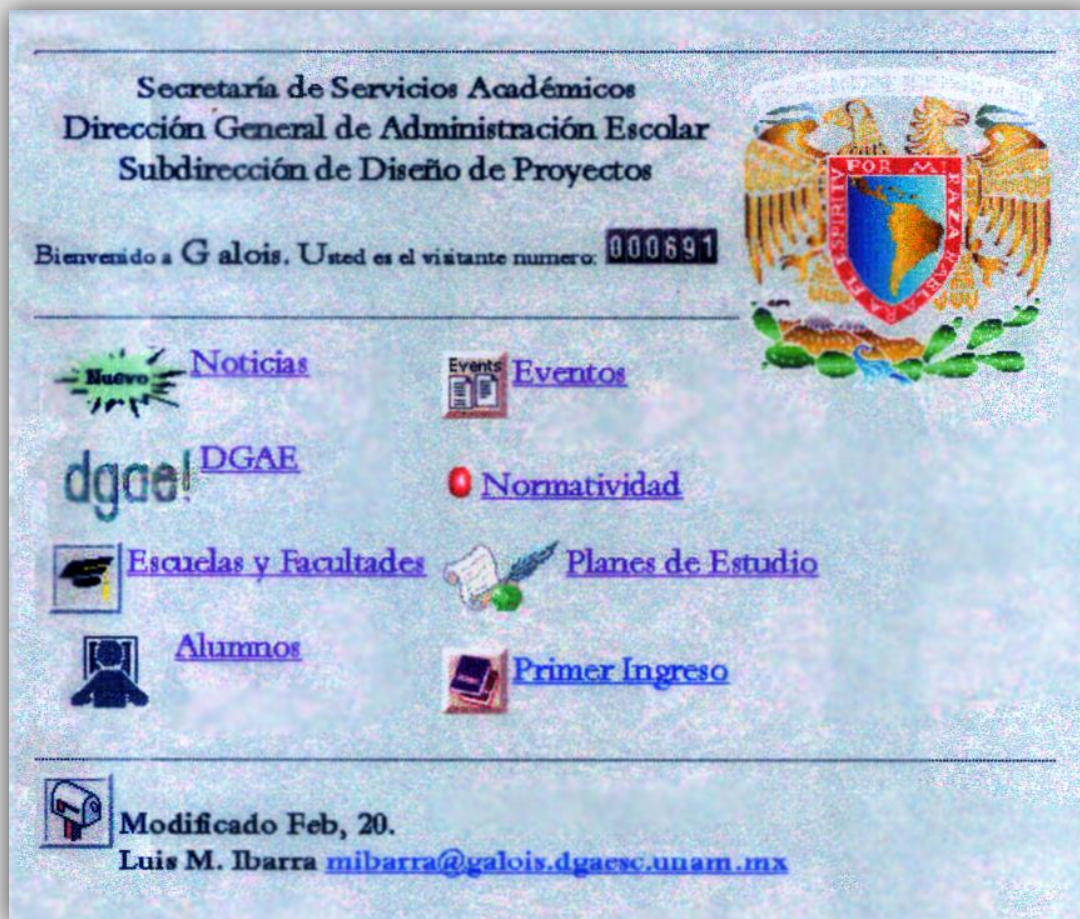 Secretaría de Servicios Académicos
Dirección General de Administración Escolar
Subdirección de Diseño de Proyectos
Bienvenido a Galois. Usted es el visitante numero: 000691
POR MI RAZA HABLARA EL ESPIRITV
Nuevo Noticias
Events Eventos
dgae! DGAE
Normatividad
Escuelas y Facultades
Planes de Estudio
Alumnos
Primer Ingreso
Modificado Feb, 20.
Luis M. Ibarra mibarra@galois.dgaesc.unam.mx